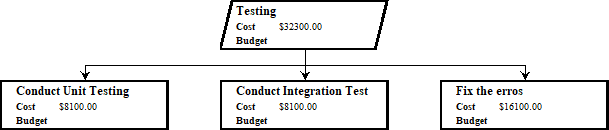 Testing
Cost $32300.00
Budget
Conduct Unit Testing
Cost $8100.00
Budget
Conduct Integration Test
Cost $8100.00
Budget
Fix the erros
Cost $16100.00
Budget